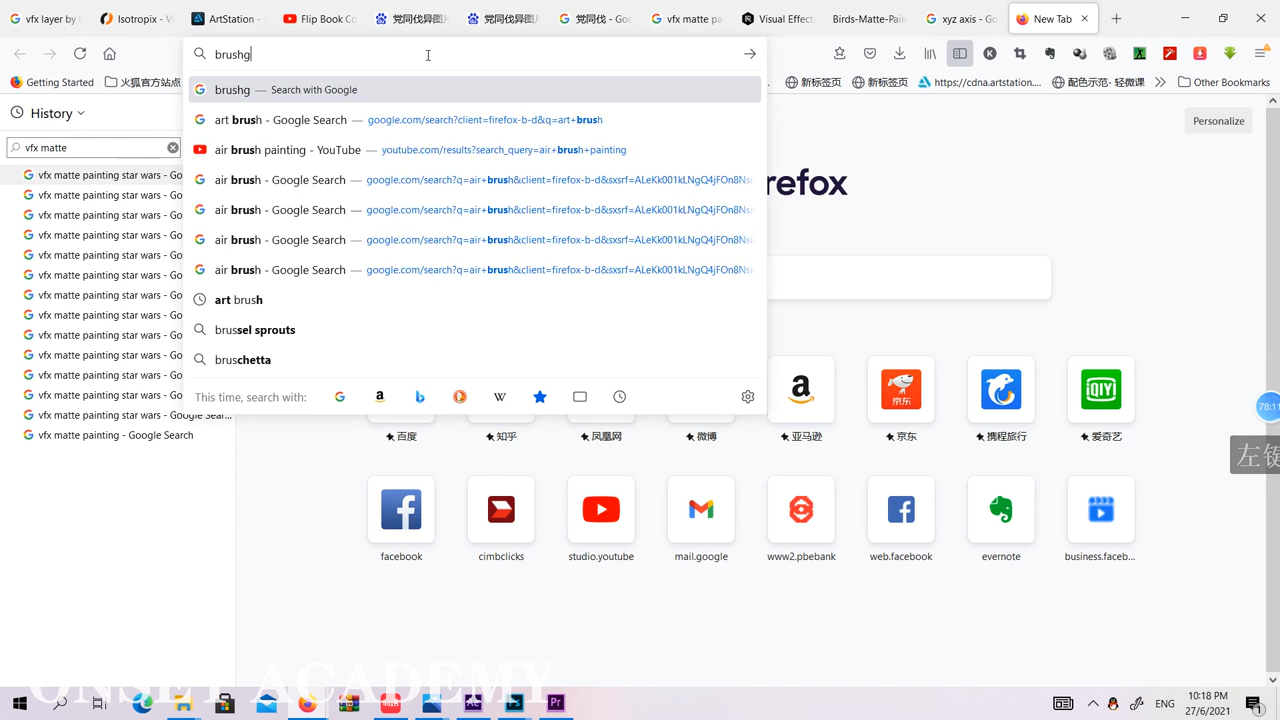 vfx layer by l
Isotropix - V
ArtStation -
Flip Book Co
党同伐异图片
党同伐异图片
党同伐 - Goo
vfx matte pa
Visual Effect
Birds-Matte-Pain
xyz axis - Go
New Tab
brushg
Getting Started
火狐官方站点
新标签页
新标签页
https://cdna.artstation....
配色示范- 轻微课
Other Bookmarks
History
vfx matte
Personalize
brushg — Search with Google
art brush - Google Search — google.com/search?client=firefox-b-d&q=art+brush
air brush painting - YouTube — youtube.com/results?search_query=air+brush+painting
air brush - Google Search — google.com/search?q=air+brush&client=firefox-b-d&sxsrf=ALeKk001kLNgQ4jFOn8Nsi
air brush - Google Search — google.com/search?q=air+brush&client=firefox-b-d&sxsrf=ALeKk001kLNgQ4jFOn8Nsi
air brush - Google Search — google.com/search?q=air+brush&client=firefox-b-d&sxsrf=ALeKk001kLNgQ4jFOn8Nsi
air brush - Google Search — google.com/search?q=air+brush&client=firefox-b-d&sxsrf=ALeKk001kLNgQ4jFOn8Nsi
art brush
brussel sprouts
bruschetta
This time, search with:
vfx matte painting star wars - Go
vfx matte painting star wars - Go
vfx matte painting star wars - Go
vfx matte painting star wars - Go
vfx matte painting star wars - Go
vfx matte painting star wars - Go
vfx matte painting star wars - Go
vfx matte painting star wars - Go
vfx matte painting star wars - Go
vfx matte painting star wars - Go
vfx matte painting star wars - Go
vfx matte painting star wars - Go
vfx matte painting star wars - Google Sear...
vfx matte painting - Google Search
refox
百度
知乎
凤凰网
微博
亚马逊
京东
携程旅行
爱奇艺
京东
iQIYI
facebook
cimbclicks
studio.youtube
mail.google
www2.pbebank
web.facebook
evernote
business.faceb...
78:11
左键
ONSET ACADEMY
ENG
10:18 PM
27/6/2021